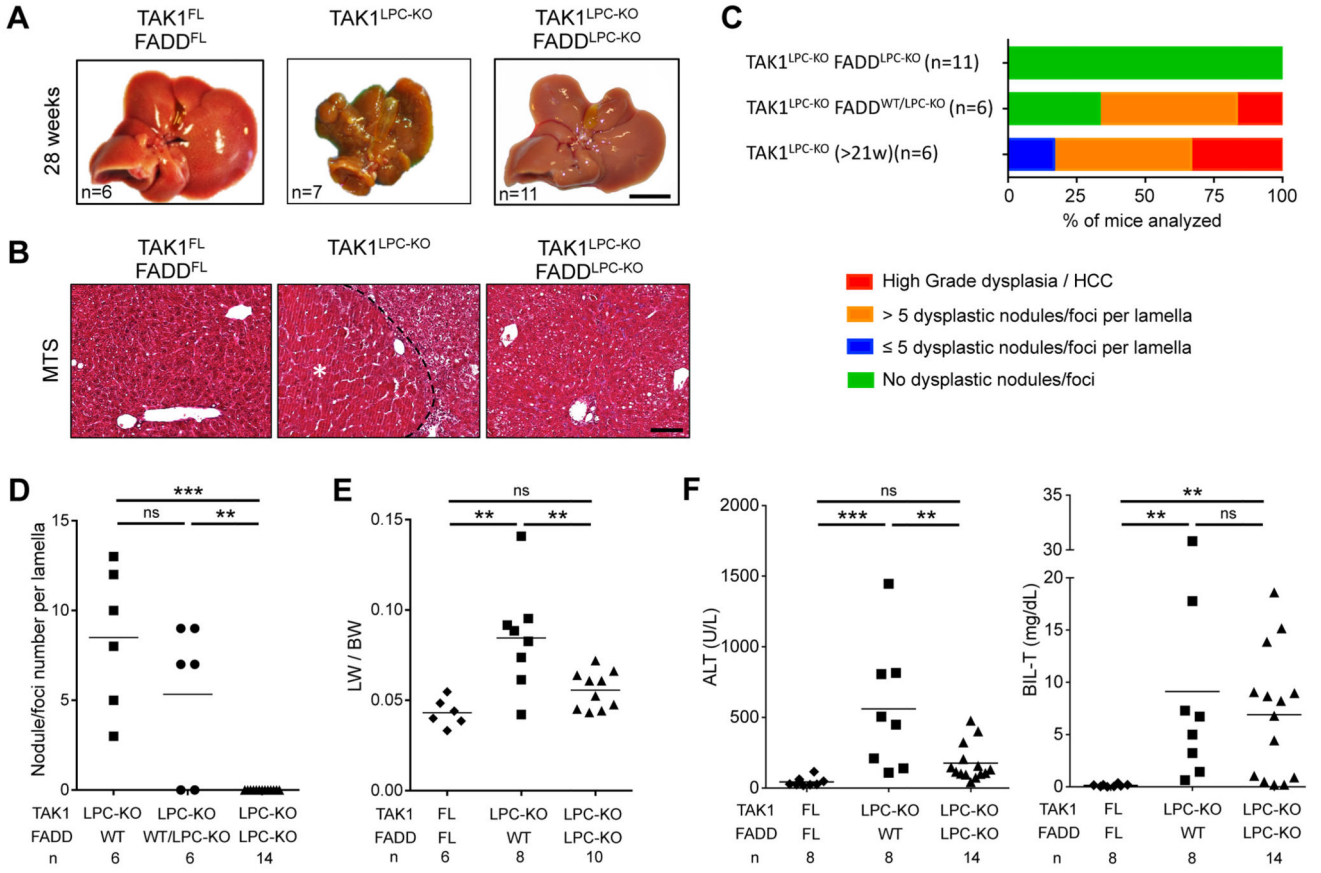 A
TAK1FL
FADDFL
TAK1LPC-KO
TAK1LPC-KO
FADDLPC-KO
28 weeks
n=6
n=7
n=11
B
TAK1FL
FADDFL
TAK1LPC-KO
TAK1LPC-KO
FADDLPC-KO
MTS
*
C
TAK1LPC-KO FADDLPC-KO (n=11)
TAK1LPC-KO FADDWT/LPC-KO (n=6)
TAK1LPC-KO (>21w)(n=6)
0 25 50 75 100
% of mice analyzed
High Grade dysplasia / HCC
> 5 dysplastic nodules/foci per lamella
≤ 5 dysplastic nodules/foci per lamella
No dysplastic nodules/foci
D
***
ns **
Nodule/foci number per lamella
15
10
5
0
TAK1 LPC-KO LPC-KO LPC-KO
FADD WT WT/LPC-KO LPC-KO
n 6 6 14
E
ns
** **
LW / BW
0.15
0.10
0.05
0.00
TAK1 FL LPC-KO LPC-KO
FADD FL WT LPC-KO
n 6 8 10
F
ns
*** **
ALT (U/L)
2000
1500
1000
500
0
TAK1 FL LPC-KO LPC-KO
FADD FL WT LPC-KO
n 8 8 14
**
** ns
BIL-T (mg/dL)
35
30
20
15
10
5
0
TAK1 FL LPC-KO LPC-KO
FADD FL WT LPC-KO
n 8 8 14